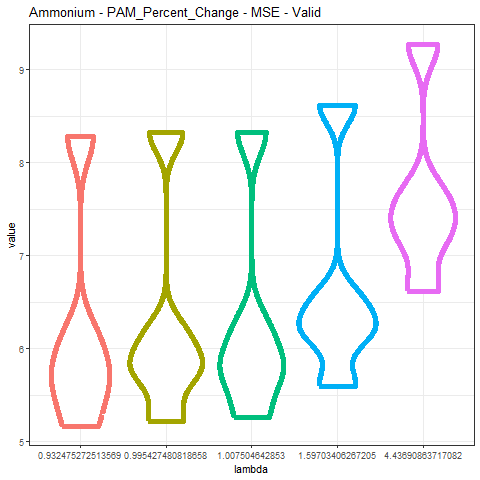 Ammonium - PAM_Percent_Change - MSE - Valid
9
8
7
6
5
value
0.932475272513569 0.995427480818658 1.007504642853 1.59703406267205 4.43690863717082
lambda